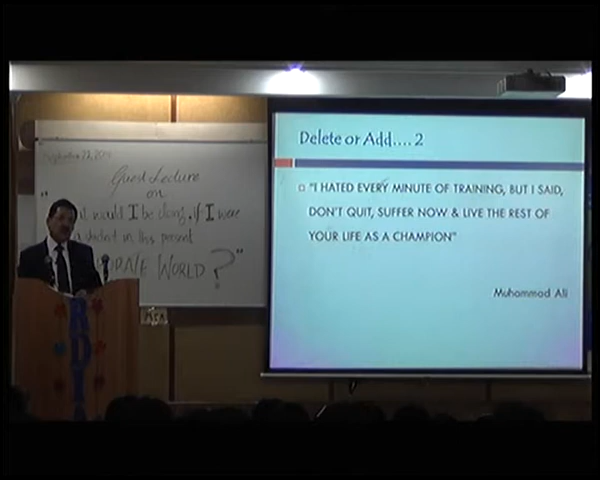 Guest Lecture
on
would I be doing, if I were
a student in this present
WORLD ?"
Delete or Add.... 2
"I HATED EVERY MINUTE OF TRAINING, BUT I SAID,
DON'T QUIT, SUFFER NOW & LIVE THE REST OF
YOUR LIFE AS A CHAMPION"
Muhammad Ali